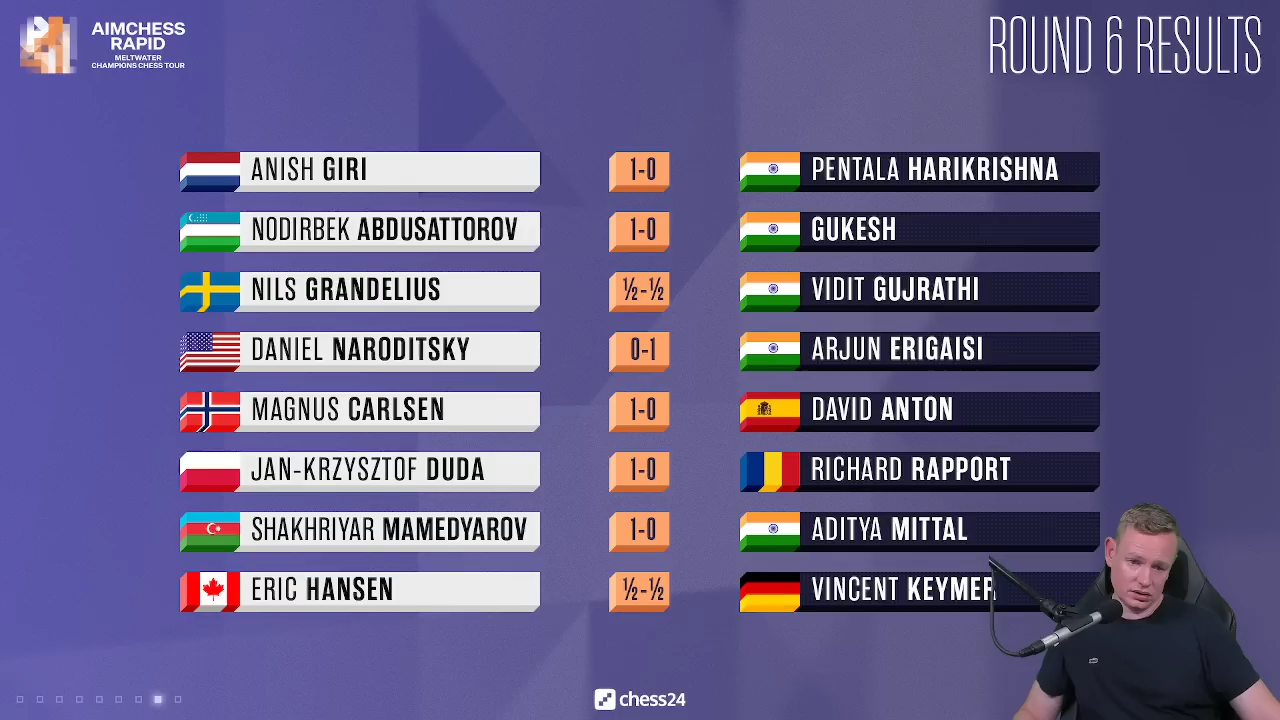 AIMCHESS
RAPID
MELTWATER
CHAMPIONS CHESS TOUR
ROUND 6 RESULTS
ANISH GIRI 1-0 PENTALA HARIKRISHNA
NODIRBEK ABDUSATTOROV 1-0 GUKESH
NILS GRANDELIUS ½-½ VIDIT GUJRATHI
DANIEL NARODITSKY 0-1 ARJUN ERIGAISI
MAGNUS CARLSEN 1-0 DAVID ANTON
JAN-KRZYSZTOF DUDA 1-0 RICHARD RAPPORT
SHAKHRIYAR MAMEDYAROV 1-0 ADITYA MITTAL
ERIC HANSEN ½-½ VINCENT KEYMER
chess24